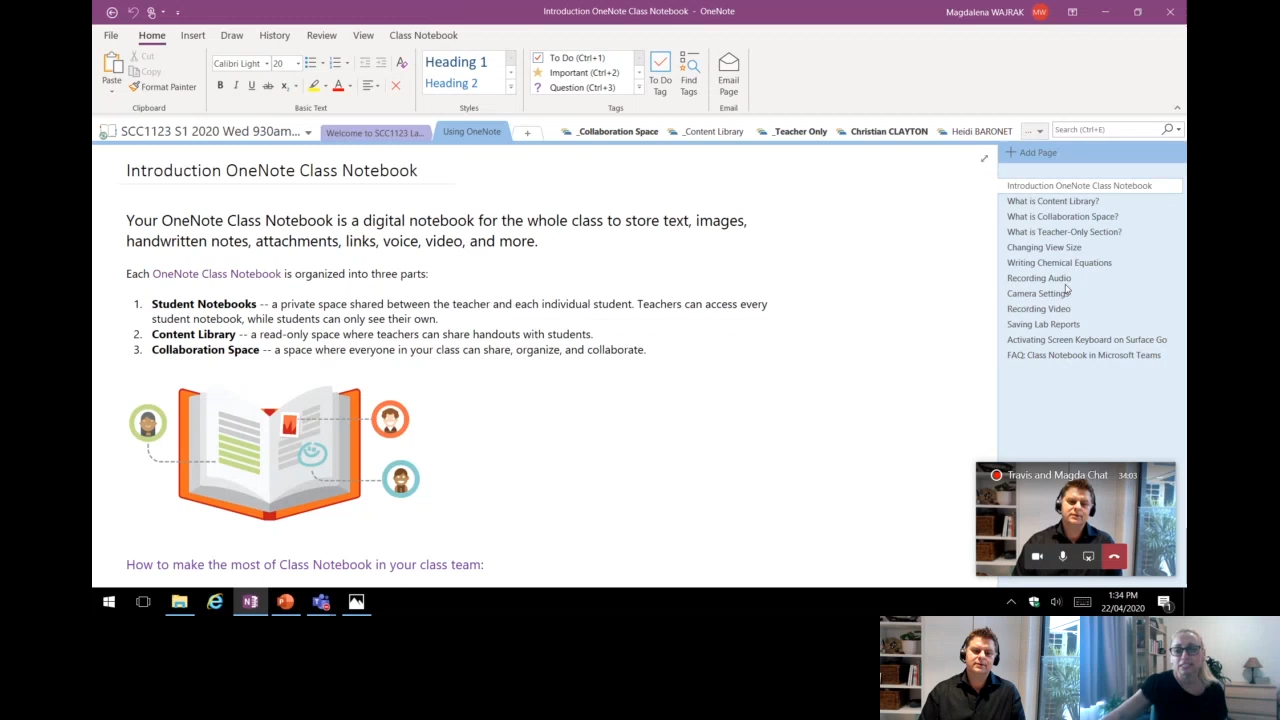 Introduction OneNote Class Notebook - OneNote
Magdalena WAJRAK MW
File Home Insert Draw History Review View Class Notebook
Paste
Cut
Copy
Format Painter
Clipboard
Calibri Light 20
B I U ab x₂ A
Basic Text
Heading 1
Heading 2
Styles
To Do (Ctrl+1)
Important (Ctrl+2)
? Question (Ctrl+3)
To Do Tag
Find Tags
Tags
Email Page
Email
SCC1123 S1 2020 Wed 930am... Welcome to SCC1123 La... Using OneNote + _Collaboration Space _Content Library _Teacher Only Christian CLAYTON Heidi BARONET ... Search (Ctrl+E)
Introduction OneNote Class Notebook
Your OneNote Class Notebook is a digital notebook for the whole class to store text, images,
handwritten notes, attachments, links, voice, video, and more.
Each OneNote Class Notebook is organized into three parts:
1. Student Notebooks -- a private space shared between the teacher and each individual student. Teachers can access every
student notebook, while students can only see their own.
2. Content Library -- a read-only space where teachers can share handouts with students.
3. Collaboration Space -- a space where everyone in your class can share, organize, and collaborate.
How to make the most of Class Notebook in your class team:
Add Page
Introduction OneNote Class Notebook
What is Content Library?
What is Collaboration Space?
What is Teacher-Only Section?
Changing View Size
Writing Chemical Equations
Recording Audio
Camera Settings
Recording Video
Saving Lab Reports
Activating Screen Keyboard on Surface Go
FAQ: Class Notebook in Microsoft Teams
Travis and Magda Chat 34:03
1:34 PM
22/04/2020
1